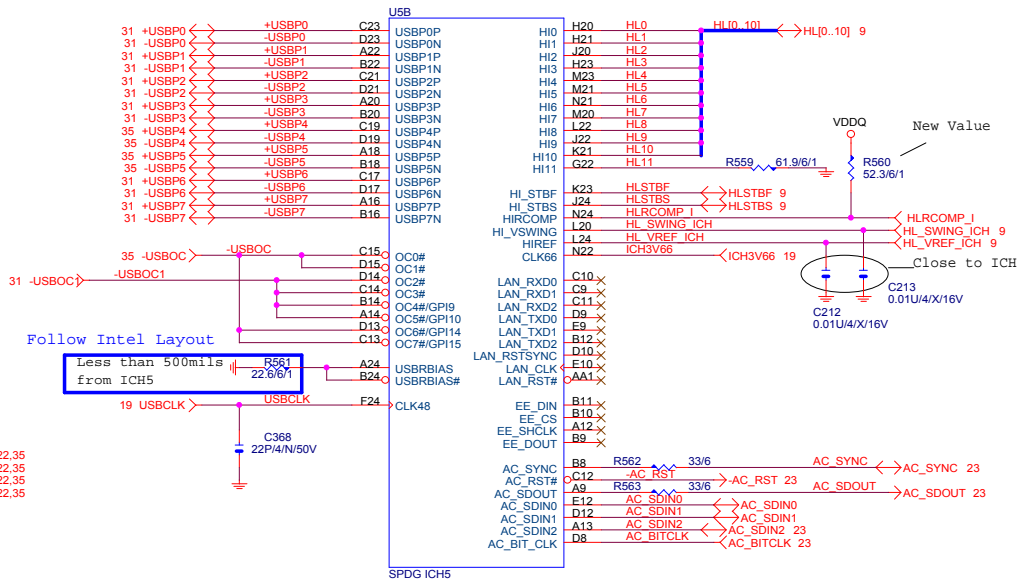 U5B
31 +USBP0 +USBP0 C23 USBP0P HI0 H20 HL0 HL[0..10] HL[0..10] 9
31 -USBP0 -USBP0 D23 USBP0N HI1 H21 HL1
31 +USBP1 +USBP1 A22 USBP1P HI2 J20 HL2
31 -USBP1 -USBP1 B22 USBP1N HI3 H23 HL3
31 +USBP2 +USBP2 C21 USBP2P HI4 M23 HL4
31 -USBP2 -USBP2 D21 USBP2N HI5 M21 HL5
31 +USBP3 +USBP3 A20 USBP3P HI6 N21 HL6
31 -USBP3 -USBP3 B20 USBP3N HI7 M20 HL7
35 +USBP4 +USBP4 C19 USBP4P HI8 L22 HL8
35 -USBP4 -USBP4 D19 USBP4N HI9 J22 HL9
35 +USBP5 +USBP5 A18 USBP5P HI10 K21 HL10
35 -USBP5 -USBP5 B18 USBP5N HI11 G22 HL11 R559 61.9/6/1
31 +USBP6 +USBP6 C17 USBP6P
31 -USBP6 -USBP6 D17 USBP6N HI_STBF K23 HLSTBF HLSTBF 9
31 +USBP7 +USBP7 A16 USBP7P HI_STBS J24 HLSTBS HLSTBS 9
31 -USBP7 -USBP7 B16 USBP7N HIRCOMP N24 HLRCOMP_I HLRCOMP_I
VDDQ
New Value
R560
52.3/6/1
HI_VSWING L20 HL_SWING_ICH HL_SWING_ICH 9
HIREF L24 HL_VREF_ICH HL_VREF_ICH 9
35 -USBOC -USBOC C15 OC0# CLK66 N22 ICH3V66 ICH3V66 19
Close to ICH
C213
0.01U/4/X/16V
C212
0.01U/4/X/16V
D15 OC1#
31 -USBOC1 -USBOC1 D14 OC2# LAN_RXD0 C10
C14 OC3# LAN_RXD1 C9
B14 OC4#/GPI9 LAN_RXD2 C11
A14 OC5#/GPI10 LAN_TXD0 D9
D13 OC6#/GPI14 LAN_TXD1 E9
C13 OC7#/GPI15 LAN_TXD2 B12
LAN_RSTSYNC D10
Follow Intel Layout
Less than 500mils
from ICH5
R561
22.6/6/1
A24 USBRBIAS LAN_CLK E10
B24 USBRBIAS# LAN_RST# AA1
19 USBCLK USBCLK F24 CLK48 EE_DIN B11
EE_CS B10
EE_SHCLK A12
EE_DOUT B9
C368
22P/4/N/50V
22,35
22,35
22,35
22,35
AC_SYNC B8 R562 33/6 AC_SYNC AC_SYNC 23
AC_RST# C12 -AC_RST -AC_RST 23
AC_SDOUT A9 R563 33/6 AC_SDOUT AC_SDOUT 23
AC_SDIN0 E12 AC_SDIN0 AC_SDIN0
AC_SDIN1 D12 AC_SDIN1 AC_SDIN1
AC_SDIN2 A13 AC_SDIN2 AC_SDIN2 23
AC_BIT_CLK D8 AC_BITCLK AC_BITCLK 23
SPDG ICH5